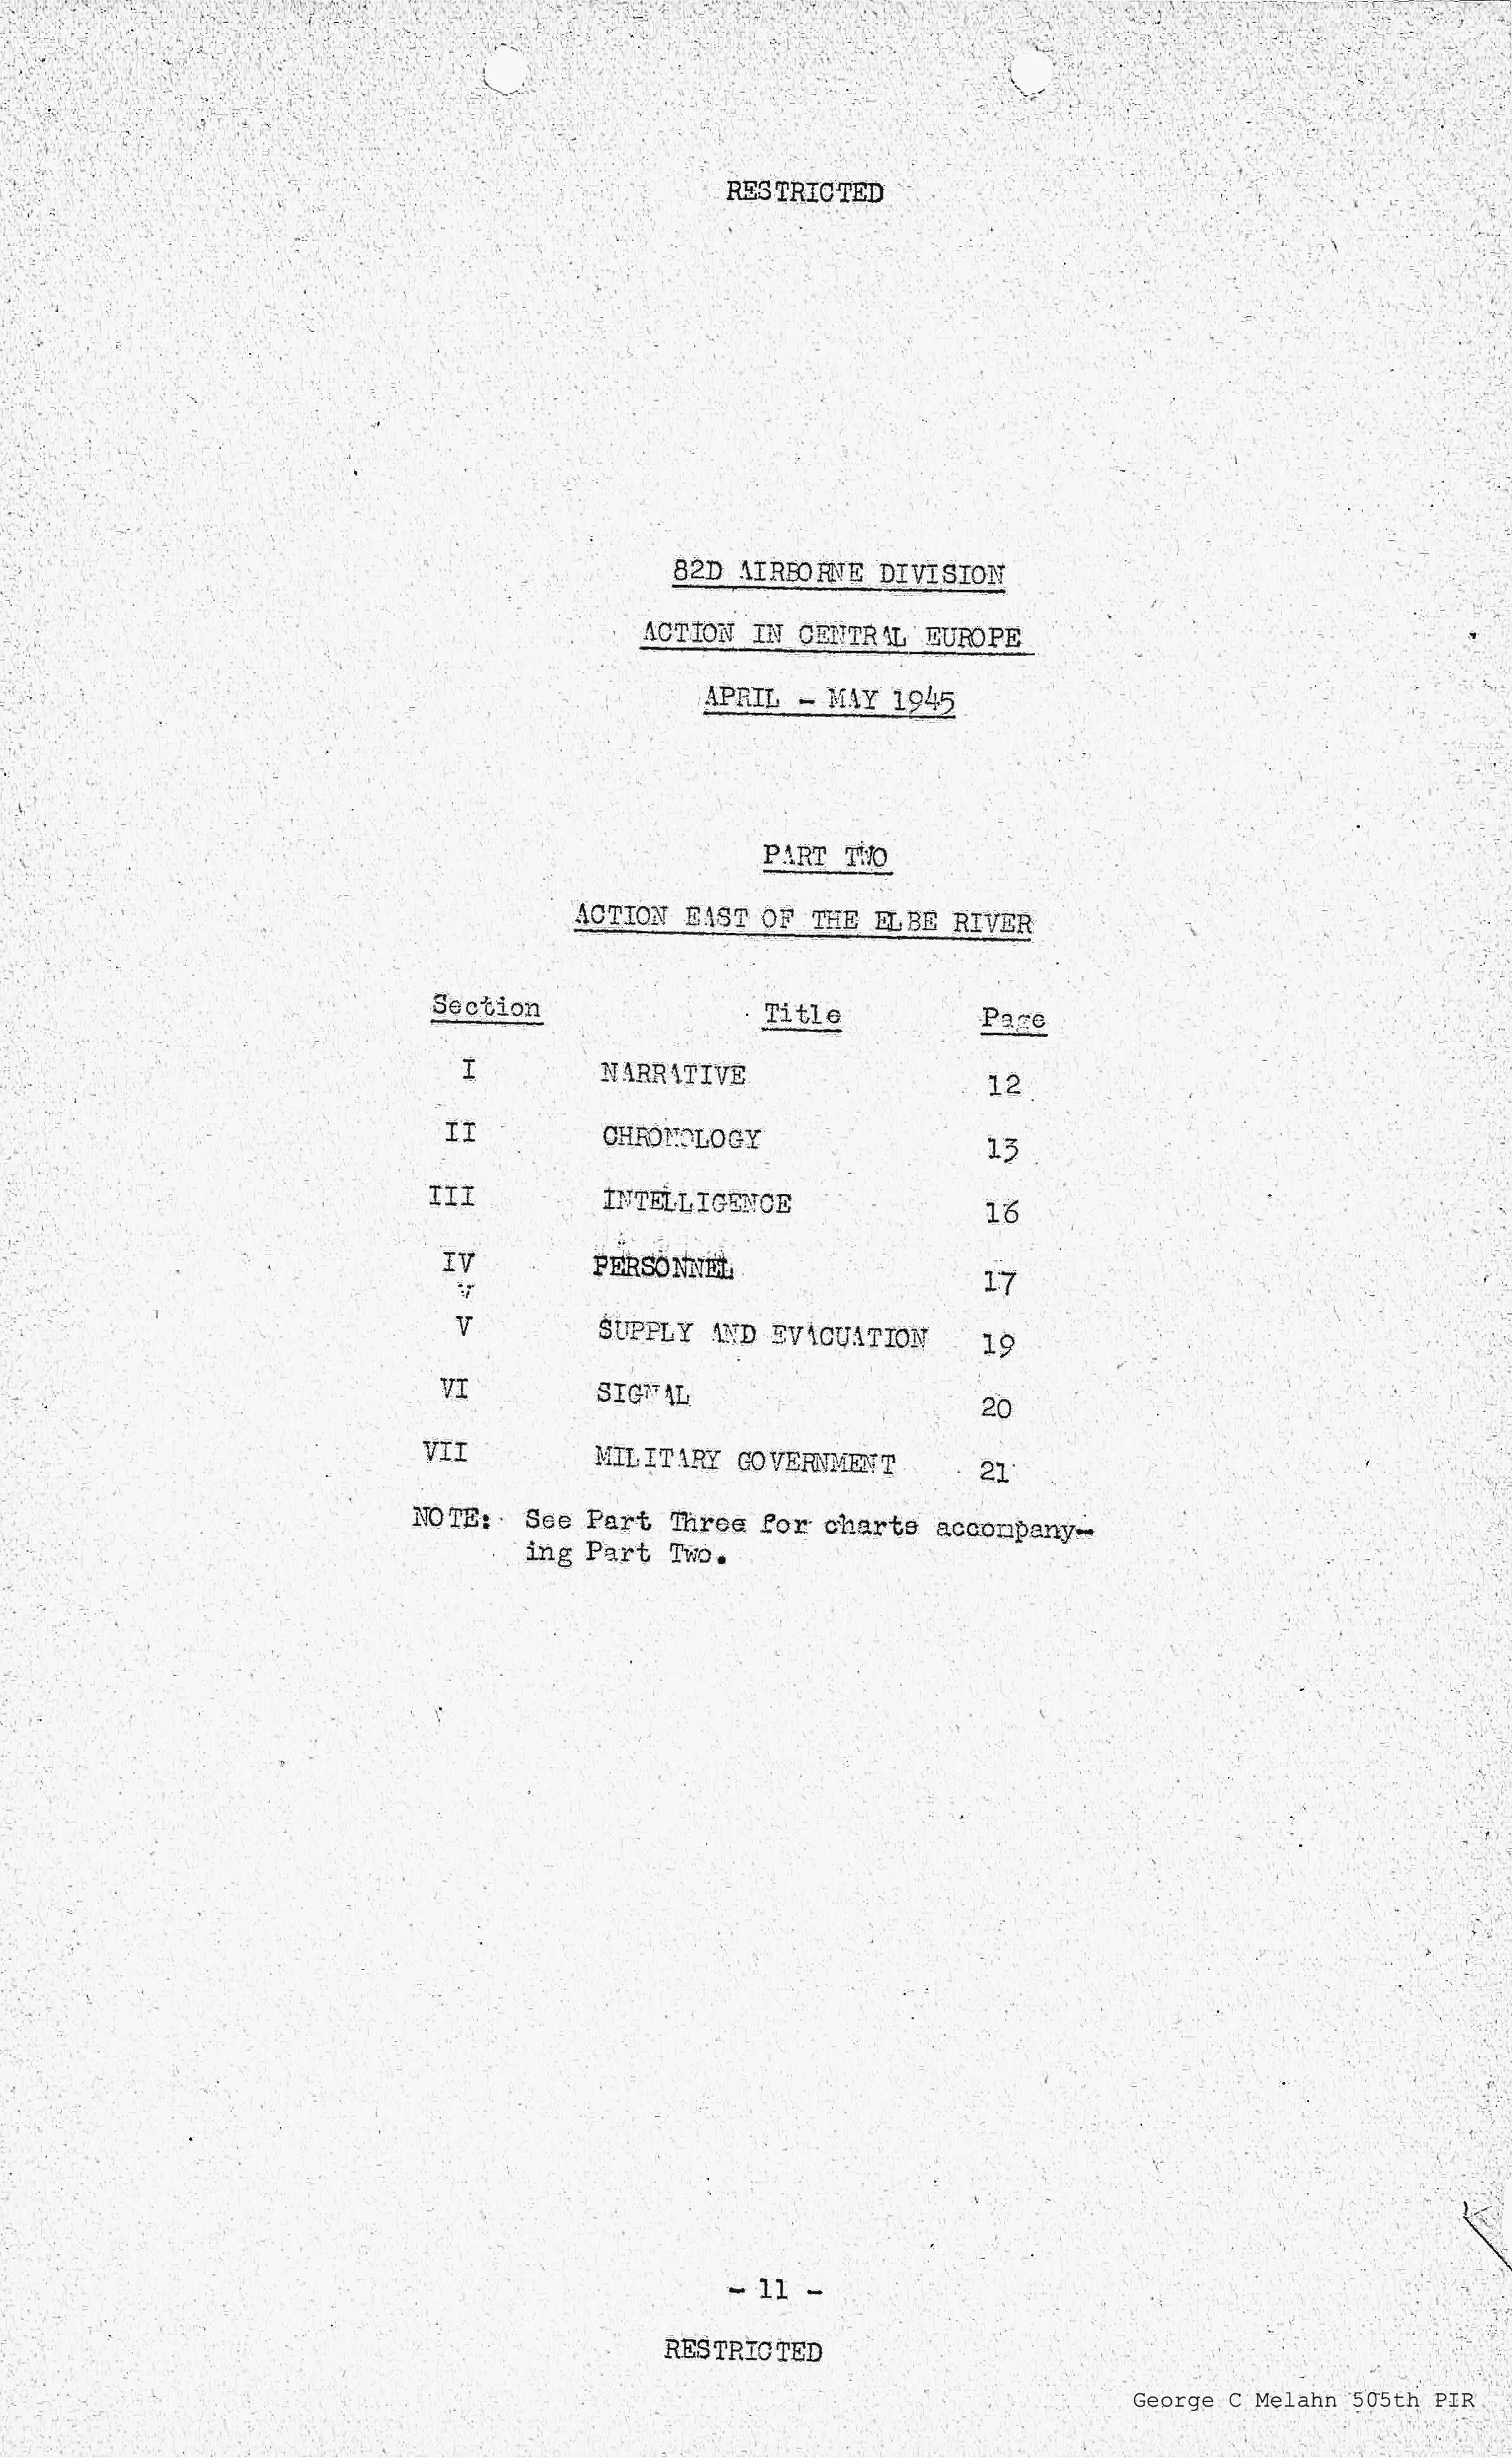 RESTRICTED
82D AIRBORNE DIVISION
ACTION IN CENTRAL EUROPE
APRIL - MAY 1945
PART TWO
ACTION EAST OF THE ELBE RIVER
Section Title Page
I NARRATIVE 12
II CHRONOLOGY 13
III INTELLIGENCE 16
IV PERSONNEL 17
V
V SUPPLY AND EVACUATION 19
VI SIGNAL 20
VII MILITARY GOVERNMENT 21
NOTE: See Part Three for charts accompany-
ing Part Two.
- 11 -
RESTRICTED
George C Melahn 505th PIR